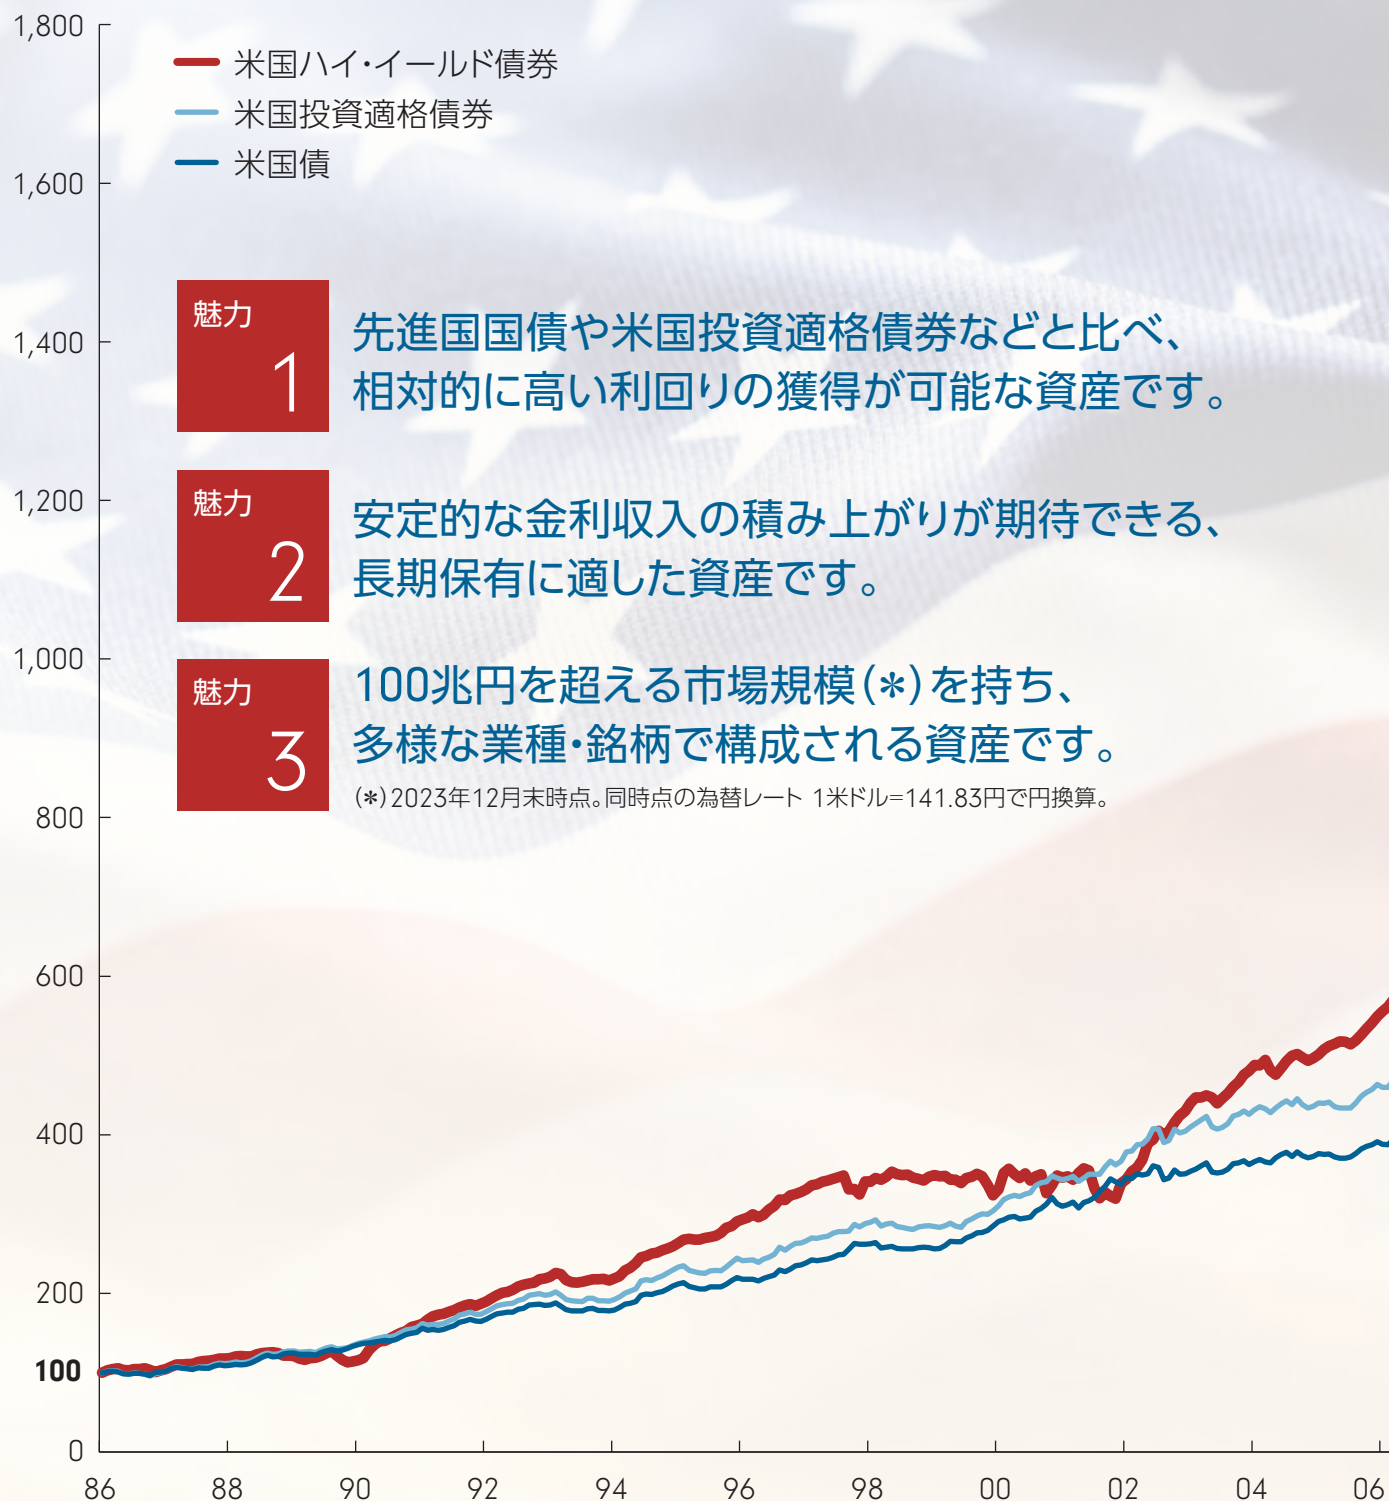 1,800
米国ハイ・イールド債券
米国投資適格債券
米国債
1,600
1,400
1,200
1,000
800
600
400
200
100
0
魅力
1
先進国国債や米国投資適格債券などと比べ、
相対的に高い利回りの獲得が可能な資産です。
魅力
2
安定的な金利収入の積み上がりが期待できる、
長期保有に適した資産です。
魅力
3
100兆円を超える市場規模(*)を持ち、
多様な業種・銘柄で構成される資産です。
(*)2023年12月末時点。同時点の為替レート 1米ドル=141.83円で円換算。
86 88 90 92 94 96 98 00 02 04 06